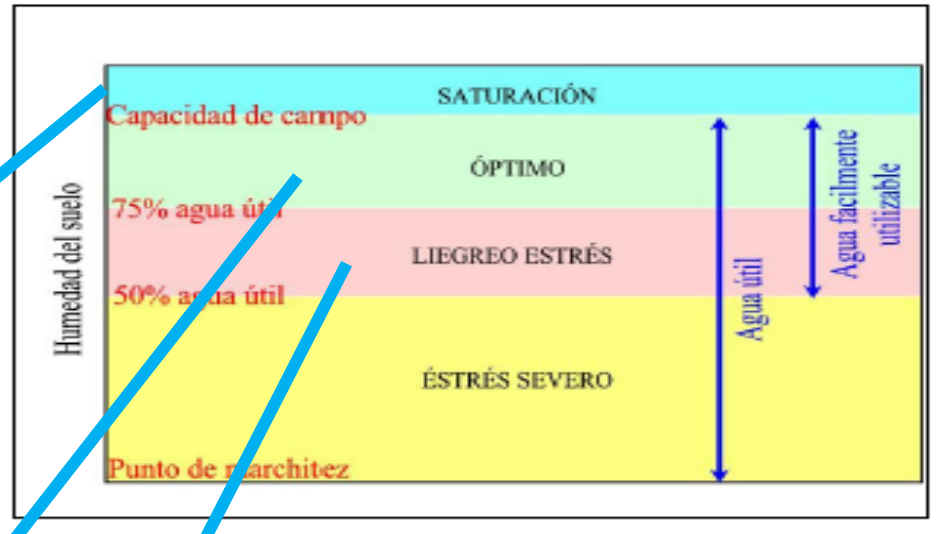 SATURACIÓN
Capacidad de campo
ÓPTIMO
75% agua útil
LIEGREO ESTRÉS
50% agua útil
ÉSTRÉS SEVERO
Punto de marchitez
Humedad del suelo
Agua útil
Agua facilmente
utilizable